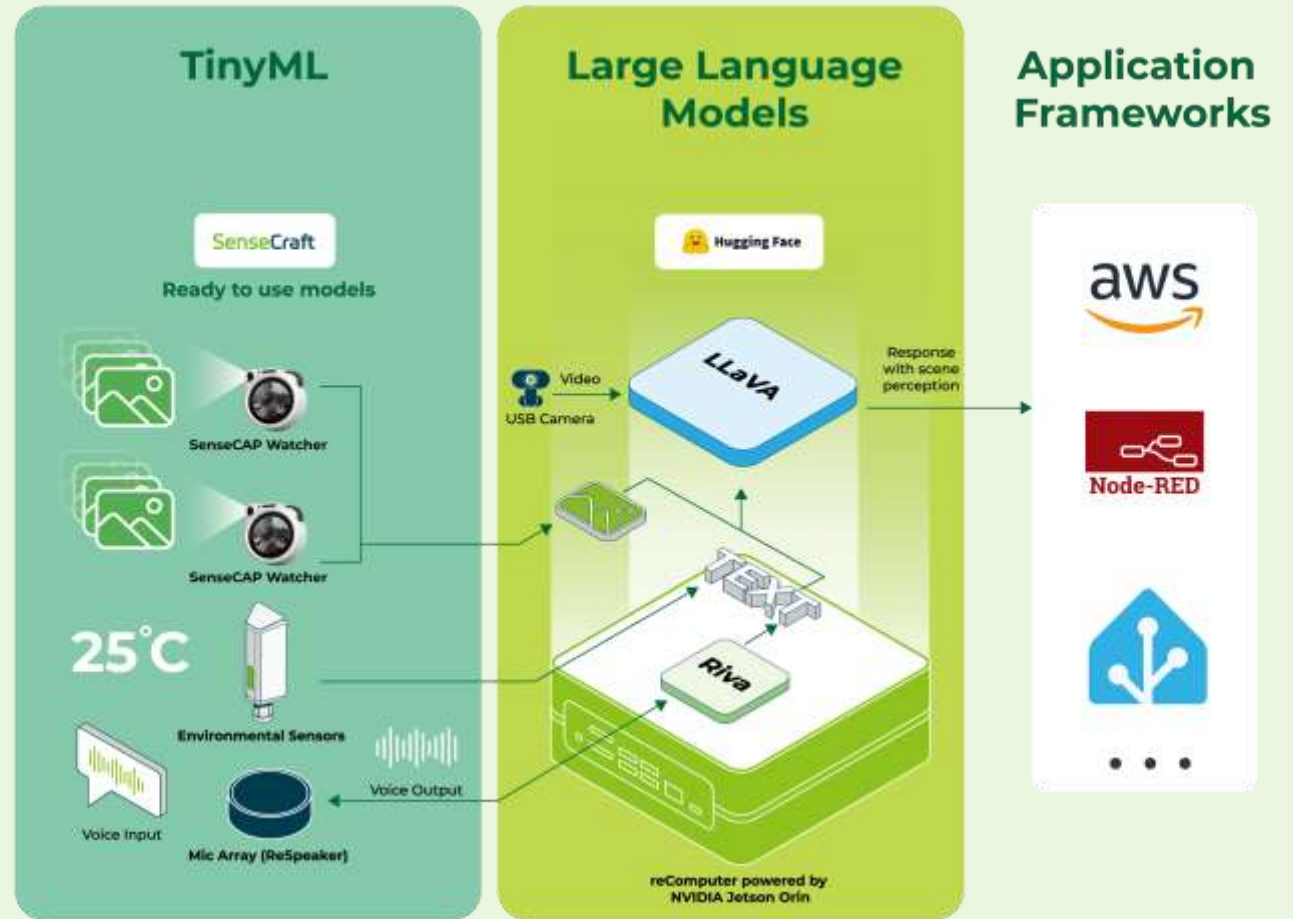 TinyML
SenseCraft
Ready to use models
SenseCAP Watcher
SenseCAP Watcher
25°C
Environmental Sensors
Voice Input
Voice Output
Mic Array (ReSpeaker)
Large Language
Models
Hugging Face
Video
USB Camera
LLaVA
Response
with scene
perception
TEXT
Riva
reComputer powered by
NVIDIA Jetson Orin
Application
Frameworks
aws
Node-RED